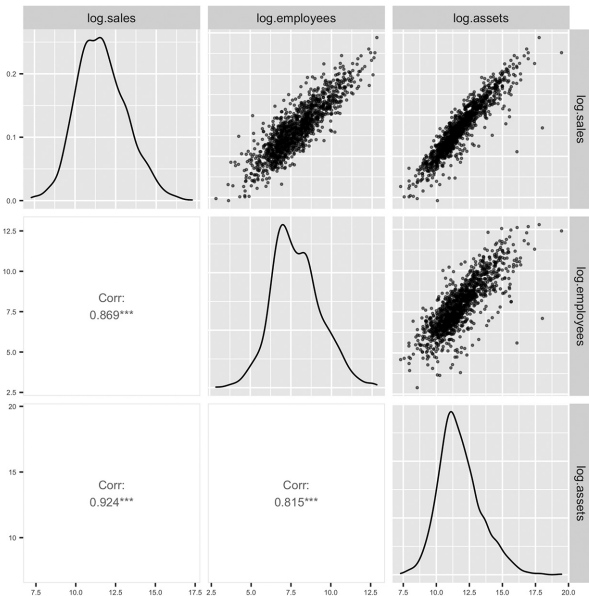 log.sales
log.employees
log.assets
0.2
0.1
0.0
log.sales
12.5
10.0
7.5
5.0
2.5
Corr:
0.869***
log.employees
20
15
10
Corr:
0.924***
Corr:
0.815***
log.assets
7.5 10.0 12.5 15.0 17.5
2.5 5.0 7.5 10.0 12.5
7.5 10.0 12.5 15.0 17.5 20.0